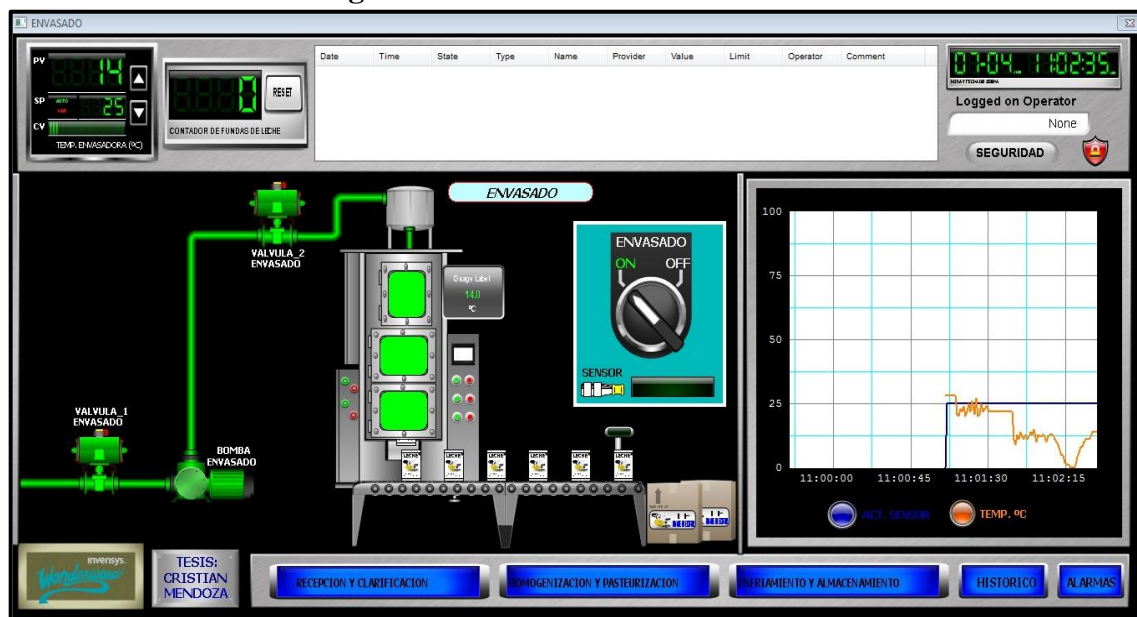 ENVASADO
PV
14
SP
AUTO
25
CV
TEMP. ENVASADORA (ºC)
0
RESET
CONTADOR DE FUNDAS DE LECHE
Date Time State Type Name Provider Value Limit Operator Comment
07-04 11:02:35
Logged on Operator
None
SEGURIDAD
ENVASADO
VALVULA_2
ENVASADO
Gauge Label
14.0
ºC
ENVASADO
ON OFF
SENSOR
VALVULA_1
ENVASADO
BOMBA
ENVASADO
LECHE LECHE LECHE LECHE LECHE LECHE
100
75
50
25
0
11:00:00 11:00:45 11:01:30 11:02:15
ACT. SENSOR TEMP. ºC
invensys.
Wonderware
TESIS:
CRISTIAN
MENDOZA
RECEPCION Y CLARIFICACION
HOMOGENIZACION Y PASTEURIZACION
ENFRIAMIENTO Y ALMACENAMIENTO
HISTORICO
ALARMAS